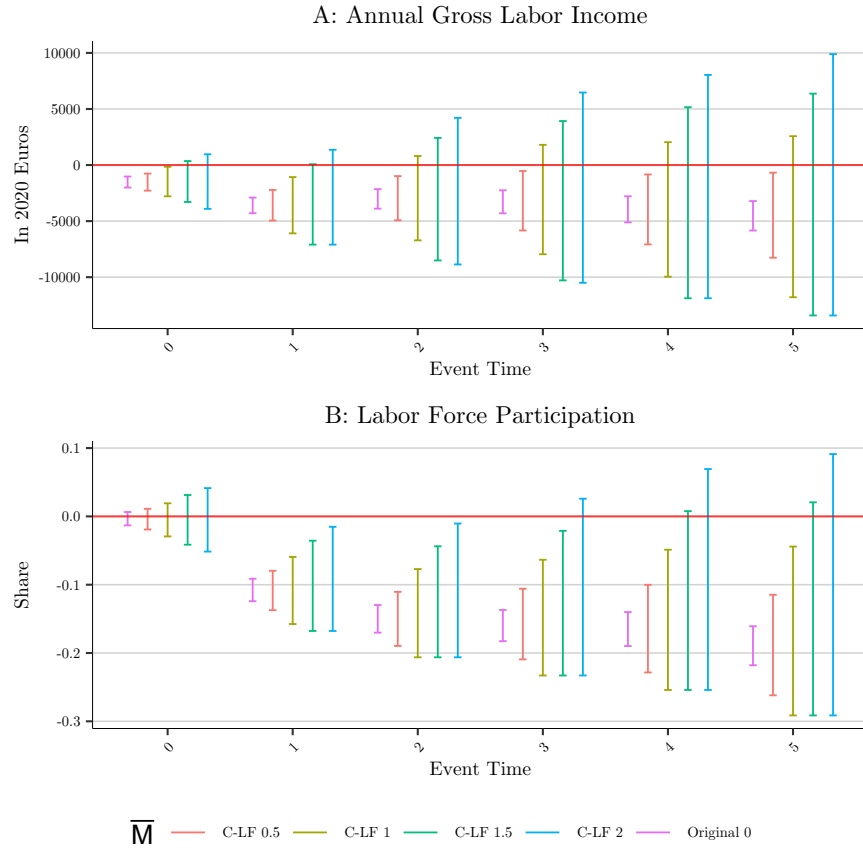 A: Annual Gross Labor Income
In 2020 Euros
10000
5000
0
-5000
-10000
0 1 2 3 4 5
Event Time
B: Labor Force Participation
Share
0.1
0.0
-0.1
-0.2
-0.3
0 1 2 3 4 5
Event Time
M̅ C-LF 0.5 C-LF 1 C-LF 1.5 C-LF 2 Original 0